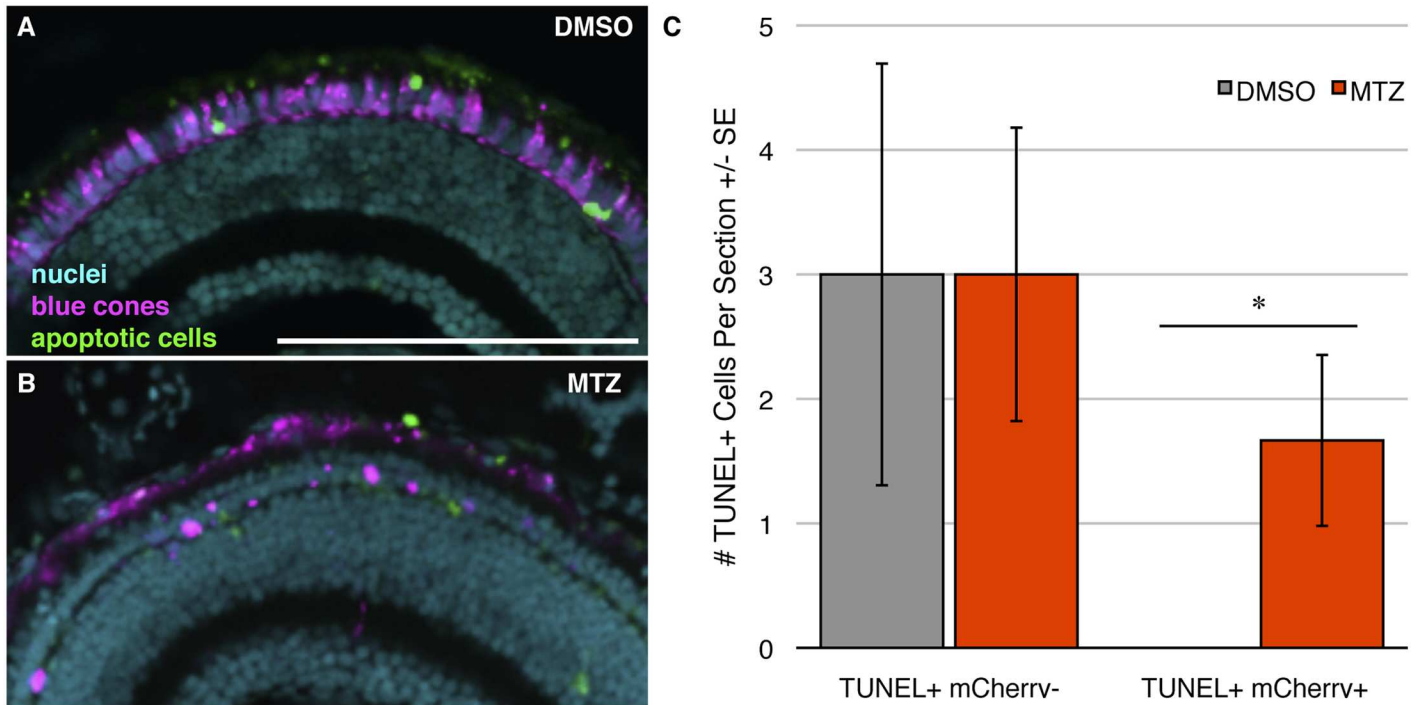 A
DMSO
nuclei
blue cones
apoptotic cells
B
MTZ
C
# TUNEL+ Cells Per Section +/- SE
5
4
3
2
1
0
DMSO MTZ
*
TUNEL+ mCherry- TUNEL+ mCherry+